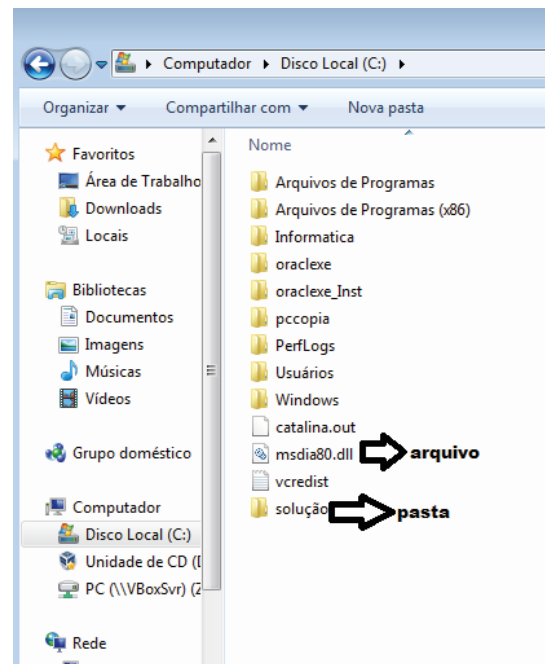 Computador ▸ Disco Local (C:) ▸
Organizar Compartilhar com Nova pasta
Favoritos
Área de Trabalho
Downloads
Locais
Bibliotecas
Documentos
Imagens
Músicas
Vídeos
Grupo doméstico
Computador
Disco Local (C:)
Unidade de CD (
PC (\\VBoxSvr) (
Rede
Nome
Arquivos de Programas
Arquivos de Programas (x86)
Informatica
oraclexe
oraclexe_Inst
pccopia
PerfLogs
Usuários
Windows
catalina.out
msdia80.dll arquivo
vcredist
solução pasta